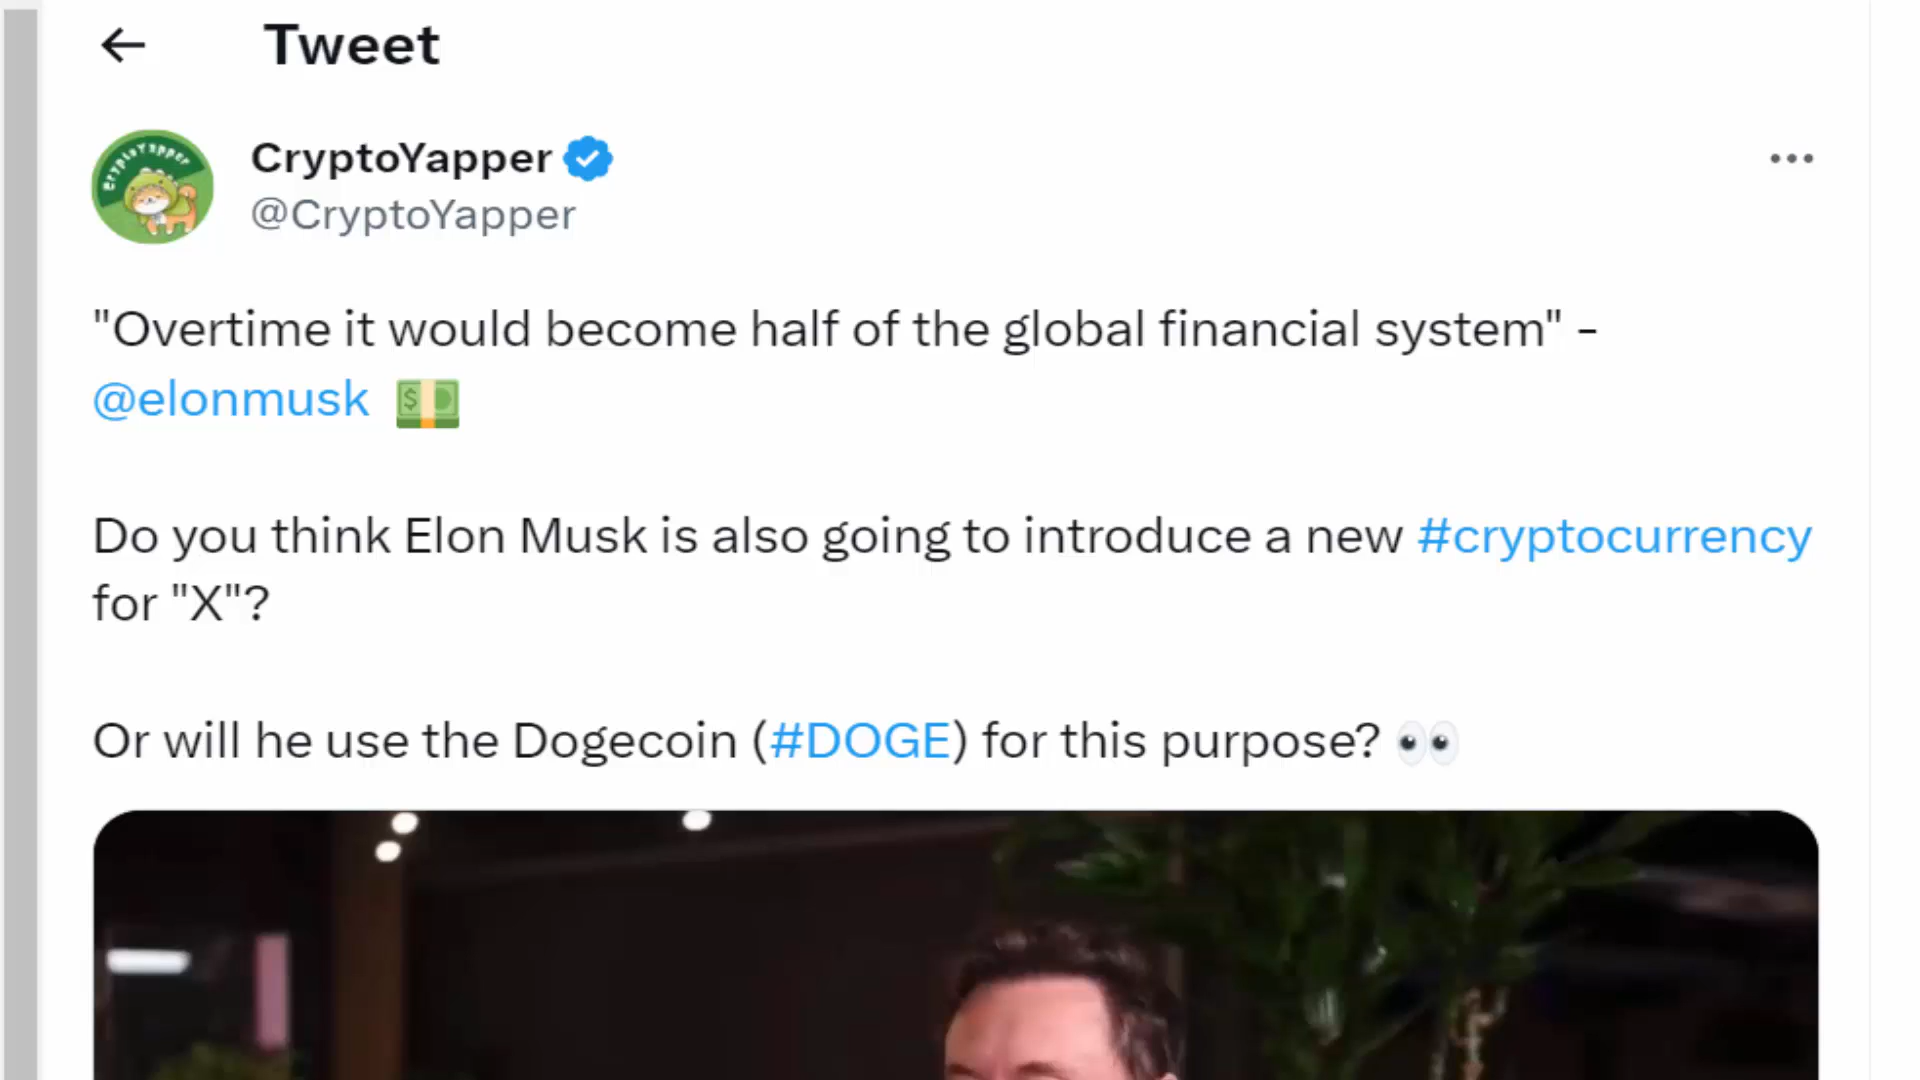 Tweet
CryptoYapper
CryptoYapper
@CryptoYapper
"Overtime it would become half of the global financial system" -
@elonmusk
Do you think Elon Musk is also going to introduce a new #cryptocurrency
for "X"?
Or will he use the Dogecoin (#DOGE) for this purpose?